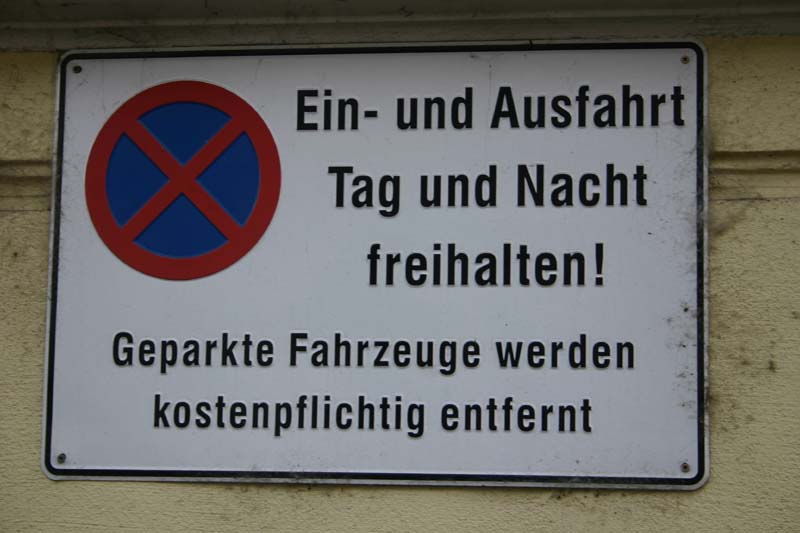 Ein- und Ausfahrt
Tag und Nacht
freihalten!
Geparkte Fahrzeuge werden
kostenpflichtig entfernt